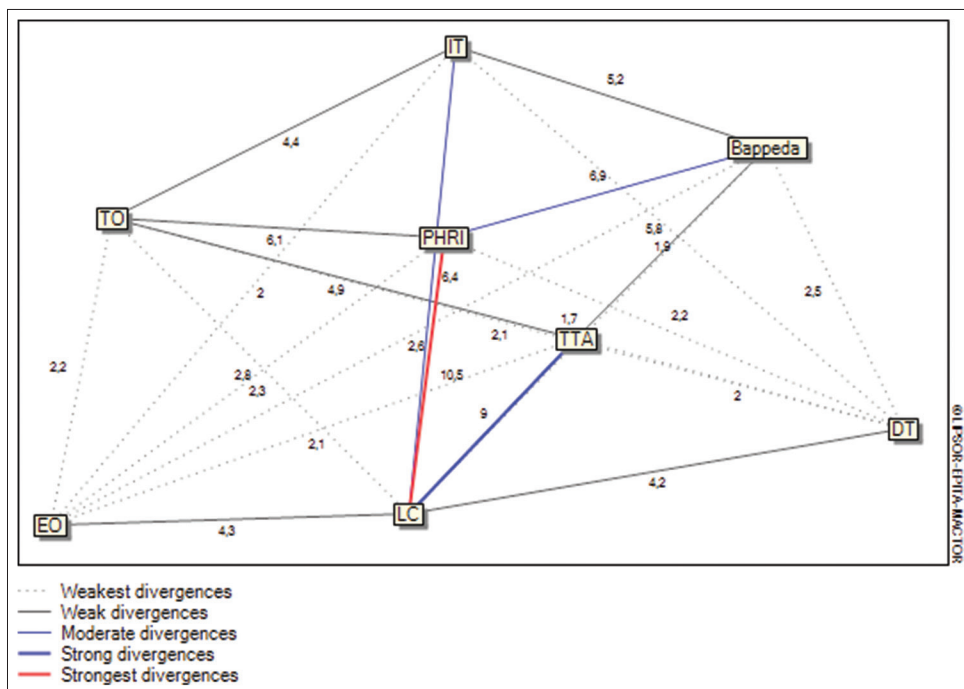 IT
5,2
Bappeda
4,4
6,9
TO
5,8
PHRI
6,1
1,9
6,4
2
4,9
2,5
1,7
2,2
2,1
TTA
2,6
2,2
2,8
10,5
2,3
2
9
DT
2,1
4,2
LC
EO
4,3
©LIPSOR-EPITA-MACTOR
Weakest divergences
Weak divergences
Moderate divergences
Strong divergences
Strongest divergences